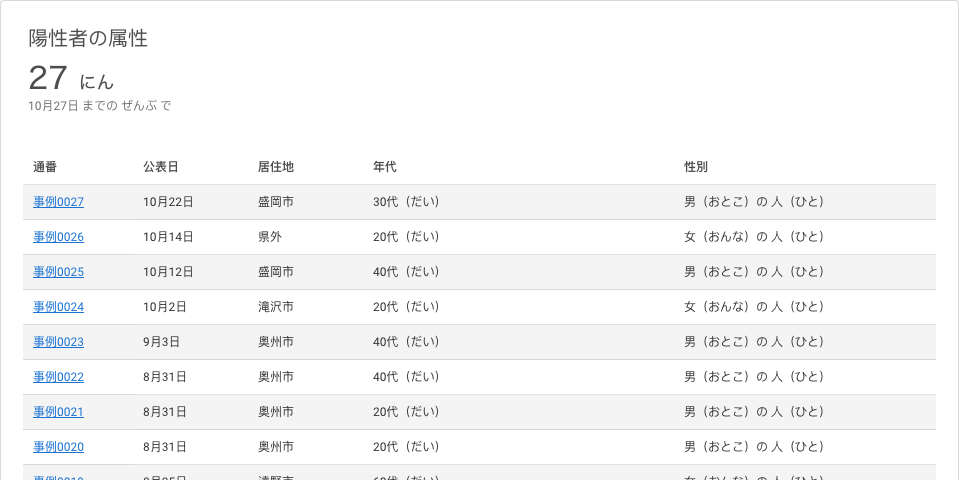 陽性者の属性
27 にん
10月27日 までの ぜんぶ で
通番 公表日 居住地 年代 性別
事例0027 10月22日 盛岡市 30代（だい） 男（おとこ）の 人（ひと）
事例0026 10月14日 県外 20代（だい） 女（おんな）の 人（ひと）
事例0025 10月12日 盛岡市 40代（だい） 男（おとこ）の 人（ひと）
事例0024 10月2日 滝沢市 20代（だい） 女（おんな）の 人（ひと）
事例0023 9月3日 奥州市 40代（だい） 男（おとこ）の 人（ひと）
事例0022 8月31日 奥州市 40代（だい） 男（おとこ）の 人（ひと）
事例0021 8月31日 奥州市 20代（だい） 男（おとこ）の 人（ひと）
事例0020 8月31日 奥州市 20代（だい） 男（おとこ）の 人（ひと）